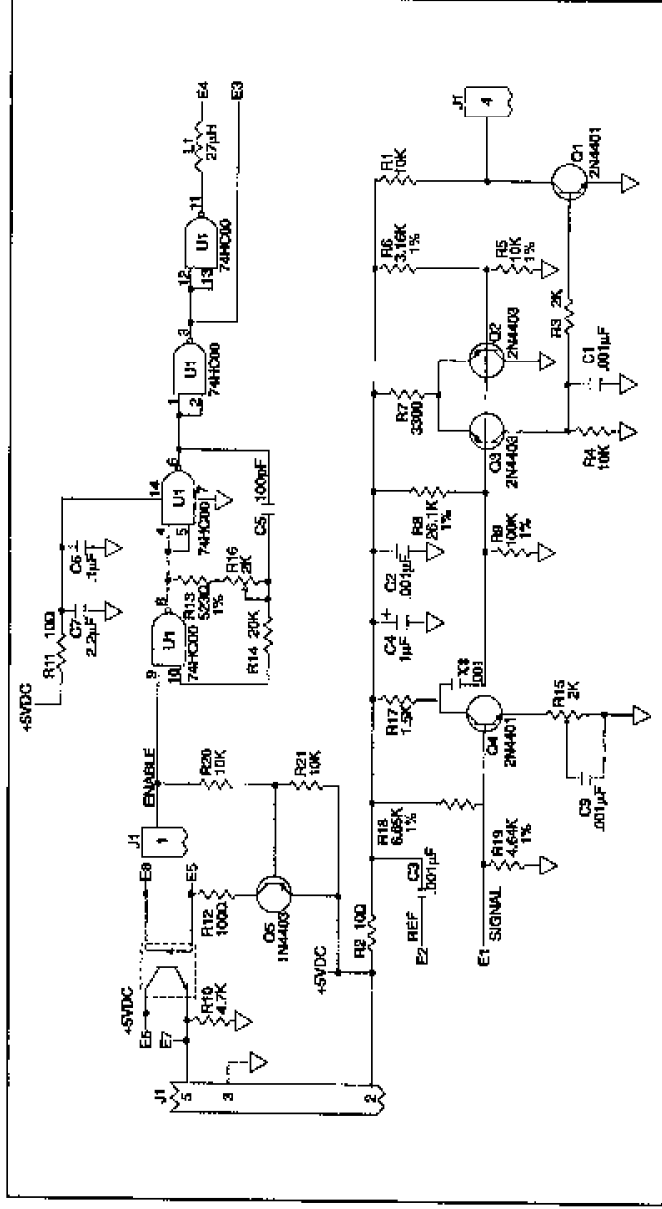 +5VDC
R11 10Ω
C7
2.2µF
C6
.1µF
14
4
5
U1
6
7
74HC00
1
2
U1
3
74HC00
12
13
U1
11
74HC00
L1
27µH
E4
E3
9
10
U1
8
74HC00
R13
523Ω
1%
R16
2K
R14 20K
C5 100pF
ENABLE
J1
1
R20
10K
R21
10K
E8
E5
R12
100Ω
Q5
1N4403
+5VDC
E6
E7
R10
4.7K
J1
5
3
2
+5VDC
R2 10Ω
C3
.001µF
E2 REF
E1 SIGNAL
R18
6.65K
1%
R19
4.64K
1%
R17
1.5K
.001
Q4
2N4401
R15
2K
C9
.001µF
C4
1µF
+
C2
.001µF
R8
26.1K
1%
R9
100K
1%
R7
3300
Q3
2N4403
Q2
2N4403
R6
3.16K
1%
R5
10K
1%
R4
10K
C1
.001µF
R3 2K
R1
10K
J1
4
Q1
2N4401